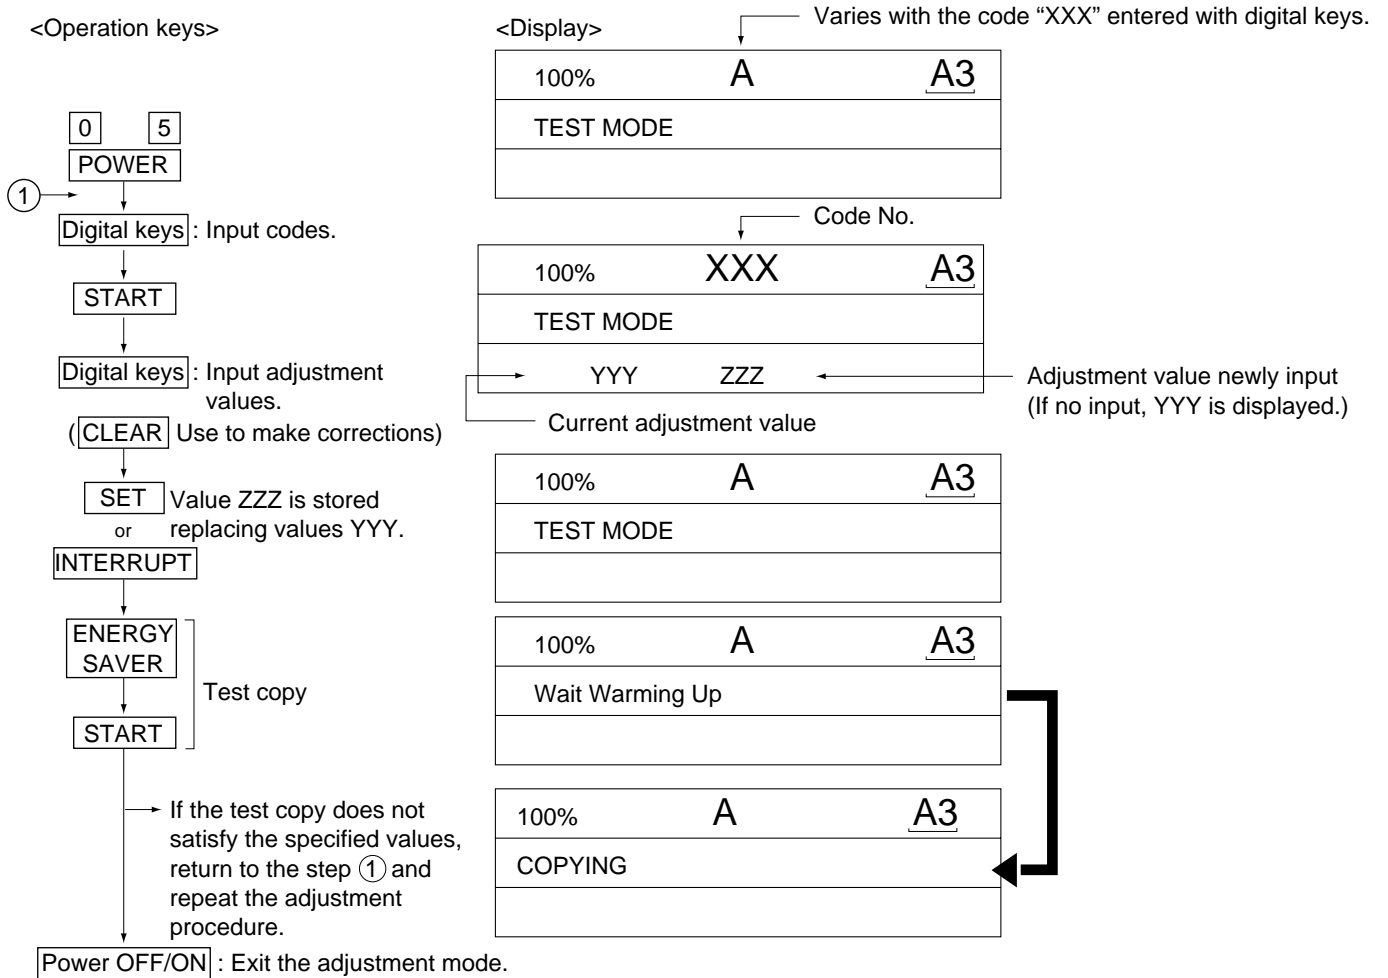 <Operation keys>
0 5
POWER
1
Digital keys : Input codes.
START
Digital keys : Input adjustment
values.
(CLEAR Use to make corrections)
SET Value ZZZ is stored
or replacing values YYY.
INTERRUPT
ENERGY
SAVER
Test copy
START
If the test copy does not
satisfy the specified values,
return to the step 1 and
repeat the adjustment
procedure.
Power OFF/ON : Exit the adjustment mode.
<Display>
Varies with the code “XXX” entered with digital keys.
100% A A3
TEST MODE
Code No.
100% XXX A3
TEST MODE
YYY ZZZ
Adjustment value newly input
(If no input, YYY is displayed.)
Current adjustment value
100% A A3
TEST MODE
100% A A3
Wait Warming Up
100% A A3
COPYING